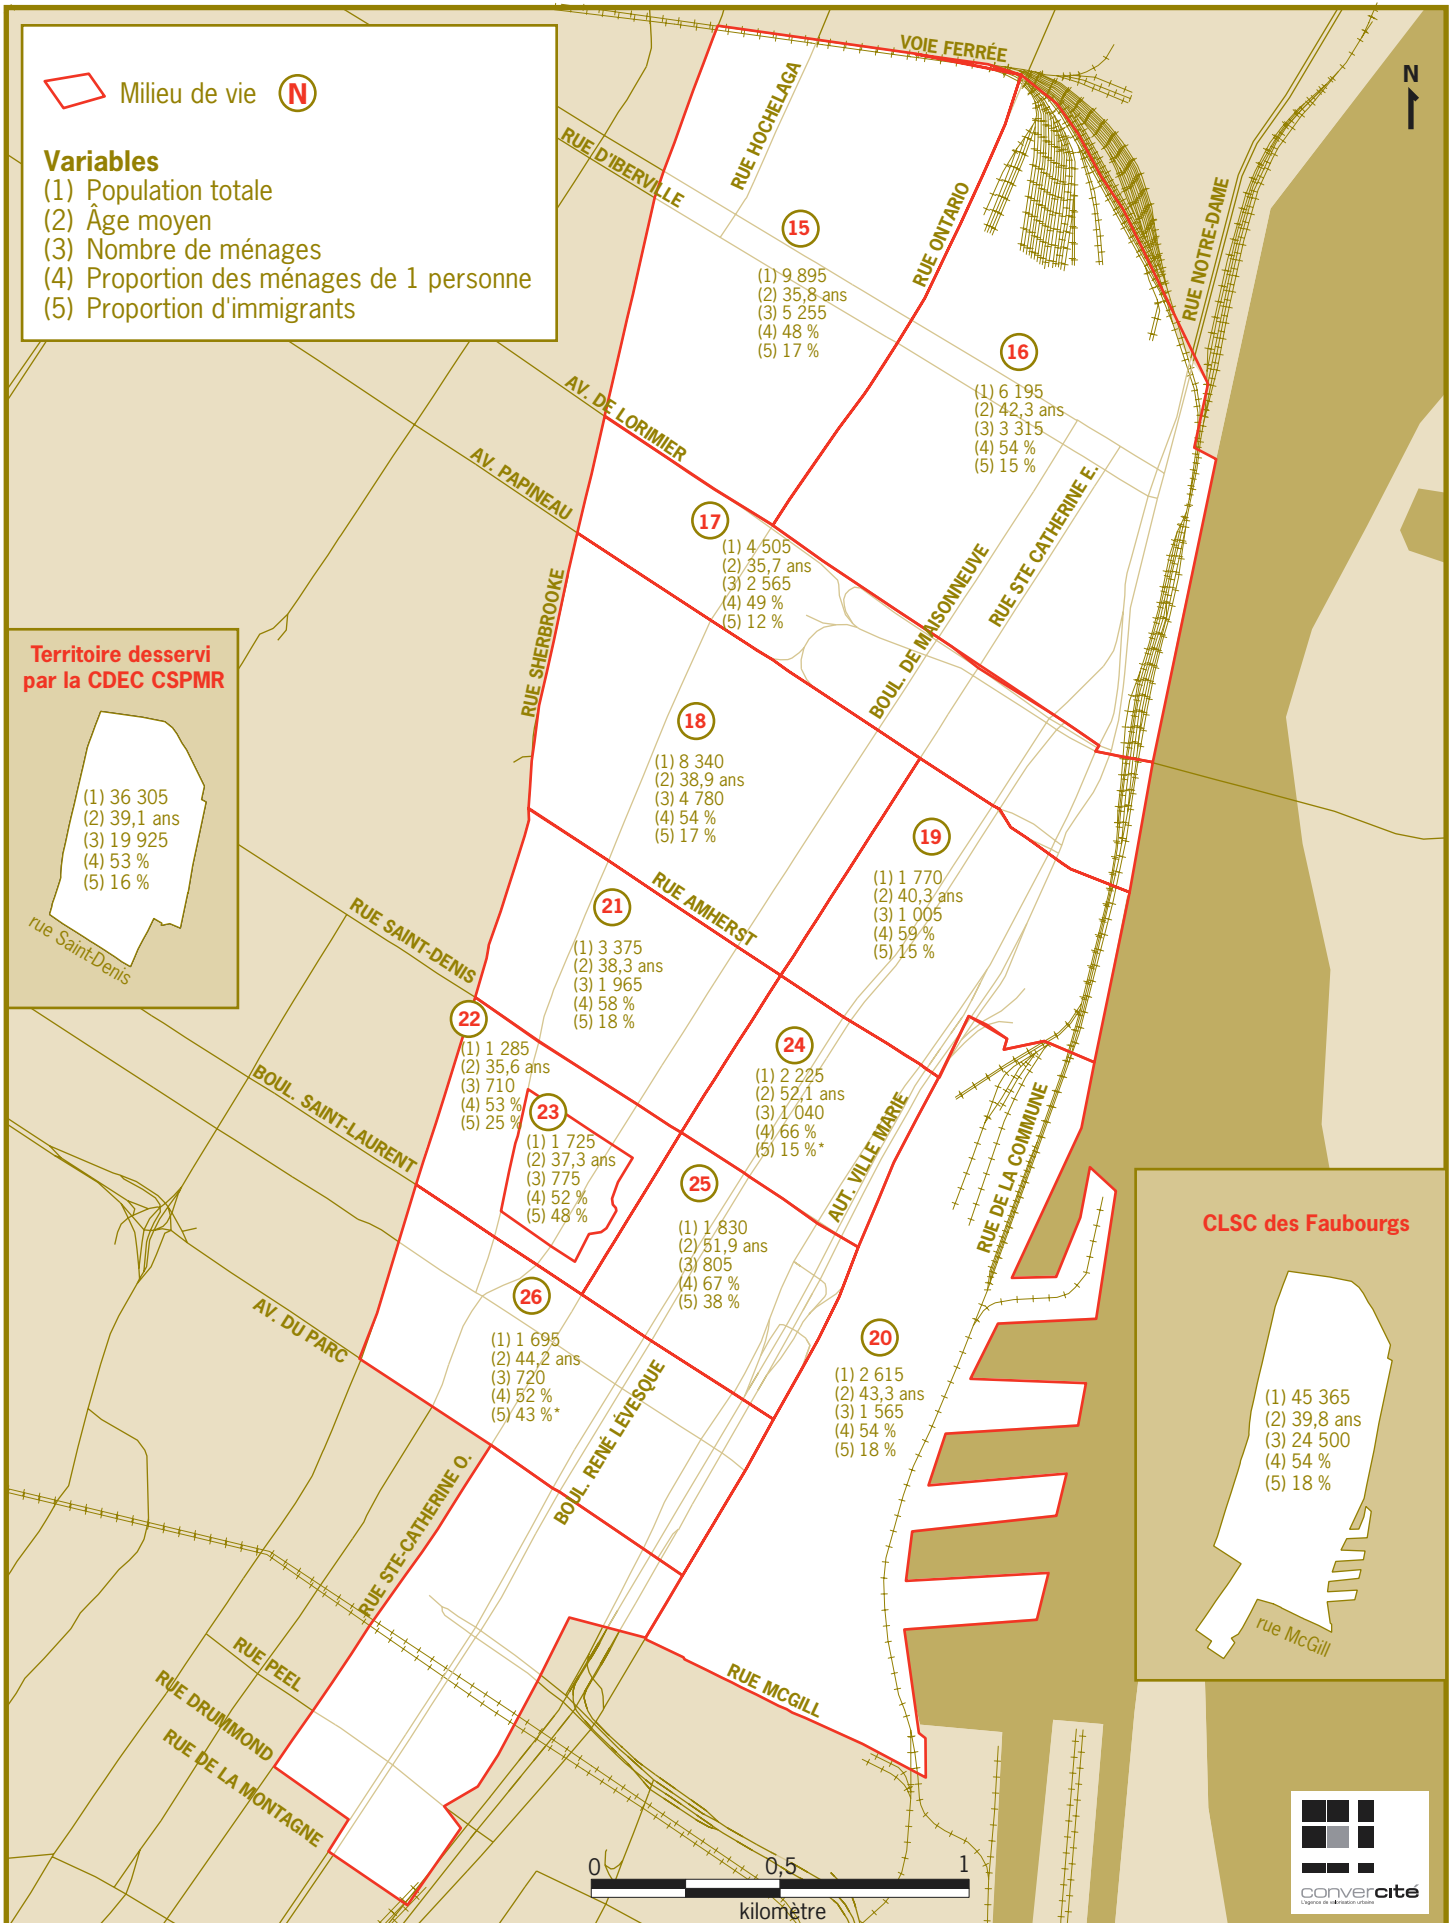 Milieu de vie N
Variables
(1) Population totale
(2) Âge moyen
(3) Nombre de ménages
(4) Proportion des ménages de 1 personne
(5) Proportion d'immigrants
VOIE FERRÉE
N
RUE HOCHELAGA
RUE D'IBERVILLE
RUE ONTARIO
RUE NOTRE-DAME
15
(1) 9 895
(2) 35,8 ans
(3) 5 255
(4) 48 %
(5) 17 %
16
(1) 6 195
(2) 42,3 ans
(3) 3 315
(4) 54 %
(5) 15 %
AV. DE LORIMIER
AV. PAPINEAU
17
(1) 4 505
(2) 35,7 ans
(3) 2 565
(4) 49 %
(5) 12 %
RUE STE CATHERINE E.
BOUL. DE MAISONNEUVE
RUE SHERBROOKE
Territoire desservi
par la CDEC CSPMR
(1) 36 305
(2) 39,1 ans
(3) 19 925
(4) 53 %
(5) 16 %
rue Saint-Denis
18
(1) 8 340
(2) 38,9 ans
(3) 4 780
(4) 54 %
(5) 17 %
19
(1) 1 770
(2) 40,3 ans
(3) 1 005
(4) 59 %
(5) 15 %
RUE AMHERST
RUE SAINT-DENIS
21
(1) 3 375
(2) 38,3 ans
(3) 1 965
(4) 58 %
(5) 18 %
22
(1) 1 285
(2) 35,6 ans
(3) 710
(4) 53 %
(5) 25 %
23
(1) 1 725
(2) 37,3 ans
(3) 775
(4) 52 %
(5) 48 %
24
(1) 2 225
(2) 52,1 ans
(3) 1 040
(4) 66 %
(5) 15 %*
BOUL. SAINT-LAURENT
AUT. VILLE MARIE
RUE DE LA COMMUNE
25
(1) 1 830
(2) 51,9 ans
(3) 805
(4) 67 %
(5) 38 %
26
(1) 1 695
(2) 44,2 ans
(3) 720
(4) 52 %
(5) 43 %*
AV. DU PARC
20
(1) 2 615
(2) 43,3 ans
(3) 1 565
(4) 54 %
(5) 18 %
CLSC des Faubourgs
(1) 45 365
(2) 39,8 ans
(3) 24 500
(4) 54 %
(5) 18 %
rue McGill
BOUL. RENÉ LÉVESQUE
RUE STE-CATHERINE O.
RUE PEEL
RUE DRUMMOND
RUE DE LA MONTAGNE
RUE MCGILL
0 0,5 1
kilomètre
convercité
L'agence de valorisation urbaine